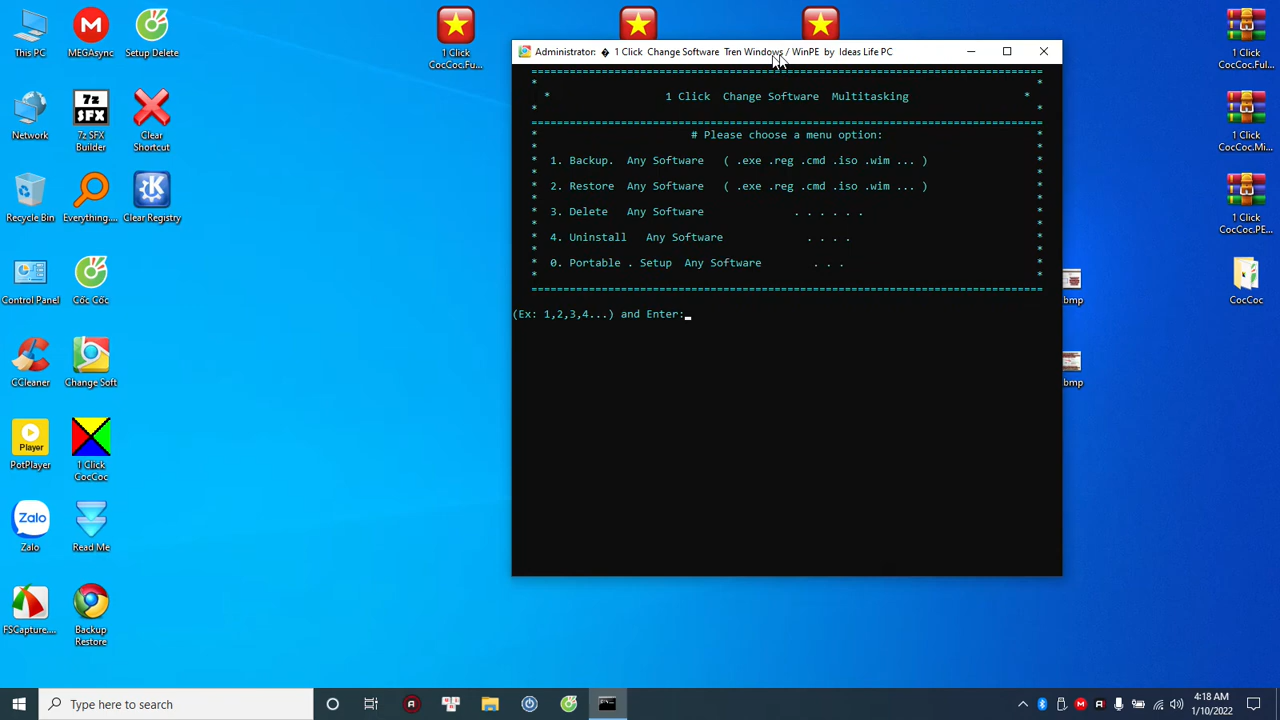 This PC
MEGAsync
Setup Delete
1 Click
CocCoc.Fu...
1 Click
CocCoc.Ful...
Administrator: � 1 Click Change Software Tren Windows / WinPE by Ideas Life PC
================================================================================
* *
* 1 Click Change Software Multitasking *
* *
================================================================================
* # Please choose a menu option: *
* *
* 1. Backup. Any Software ( .exe .reg .cmd .iso .wim ... ) *
* *
* 2. Restore Any Software ( .exe .reg .cmd .iso .wim ... ) *
* *
* 3. Delete Any Software . . . . . . *
* *
* 4. Uninstall Any Software . . . . *
* *
* 0. Portable . Setup Any Software . . . *
* *
================================================================================
(Ex: 1,2,3,4...) and Enter:
Network
7z
SFX
7z SFX
Builder
Clear
Shortcut
1 Click
CocCoc.Mi...
Recycle Bin
Everything....
Clear Registry
1 Click
CocCoc.PE...
Control Panel
Cốc Cốc
bmp
CocCoc
CCleaner
Change Soft
bmp
Player
PotPlayer
1 Click
CocCoc
Zalo
Zalo
Read Me
FSCapture....
Backup
Restore
Type here to search
4:18 AM
1/10/2022